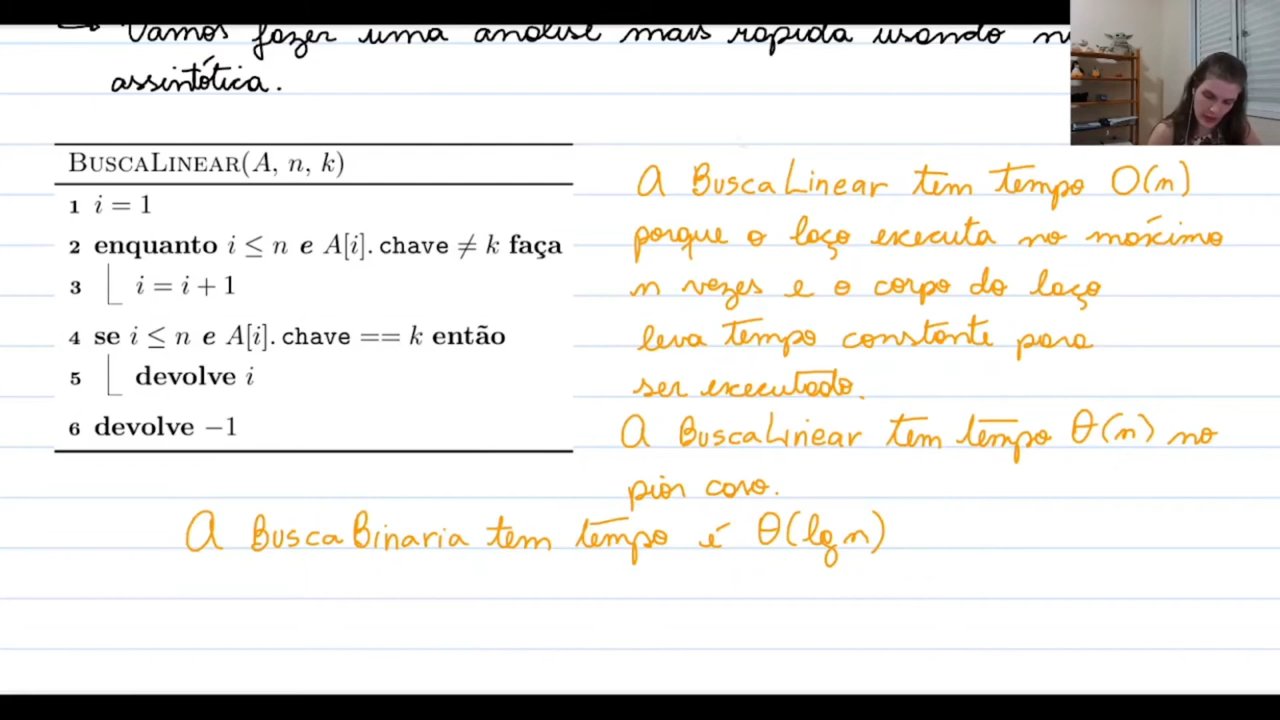 Vamos fazer uma análise mais rápida usando
assintótica.
BUSCALINEAR(A, n, k)
1 i = 1
2 enquanto i ≤ n e A[i]. chave ≠ k faça
3 i = i + 1
4 se i ≤ n e A[i]. chave == k então
5 devolve i
6 devolve −1
A BuscaLinear tem tempo O(n)
porque o laço executa no máximo
n vezes e o corpo do laço
leva tempo constante para
ser executado.
A BuscaLinear tem tempo θ(n) no
pior caso.
A BuscaBinaria tem tempo é θ(lg n)